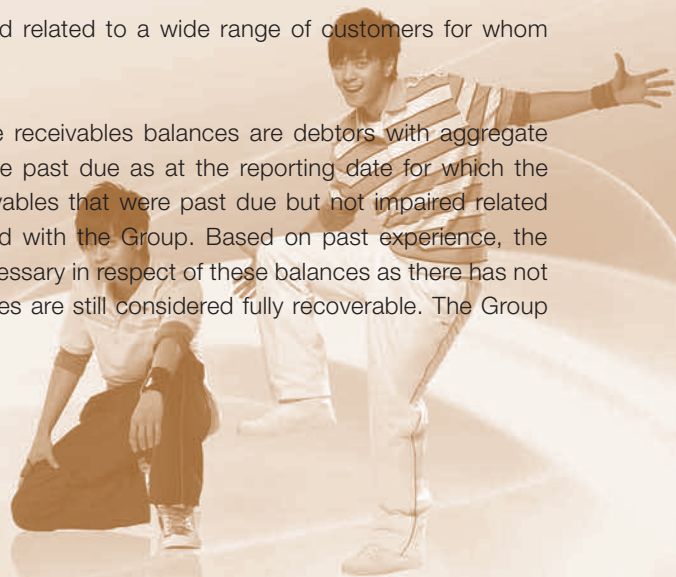 d related to a wide range of customers for whom
e receivables balances are debtors with aggregate
e past due as at the reporting date for which the
vables that were past due but not impaired related
d with the Group. Based on past experience, the
essary in respect of these balances as there has not
es are still considered fully recoverable. The Group